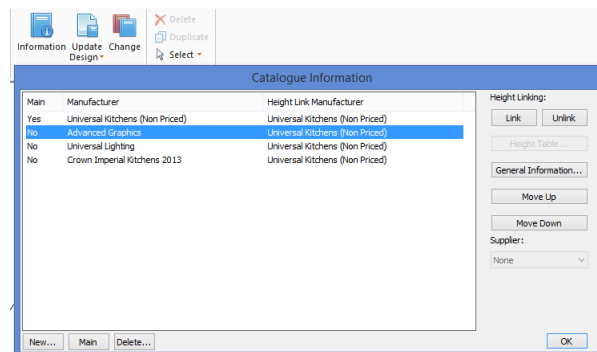 Information
Update Design
Change
Delete
Duplicate
Select
Catalogue Information
Main Manufacturer Height Link Manufacturer
Yes Universal Kitchens (Non Priced) Universal Kitchens (Non Priced)
No Advanced Graphics Universal Kitchens (Non Priced)
No Universal Lighting Universal Kitchens (Non Priced)
No Crown Imperial Kitchens 2013 Universal Kitchens (Non Priced)
Height Linking:
Link Unlink
Height Table...
General Information...
Move Up
Move Down
Supplier:
None
New... Main Delete... OK